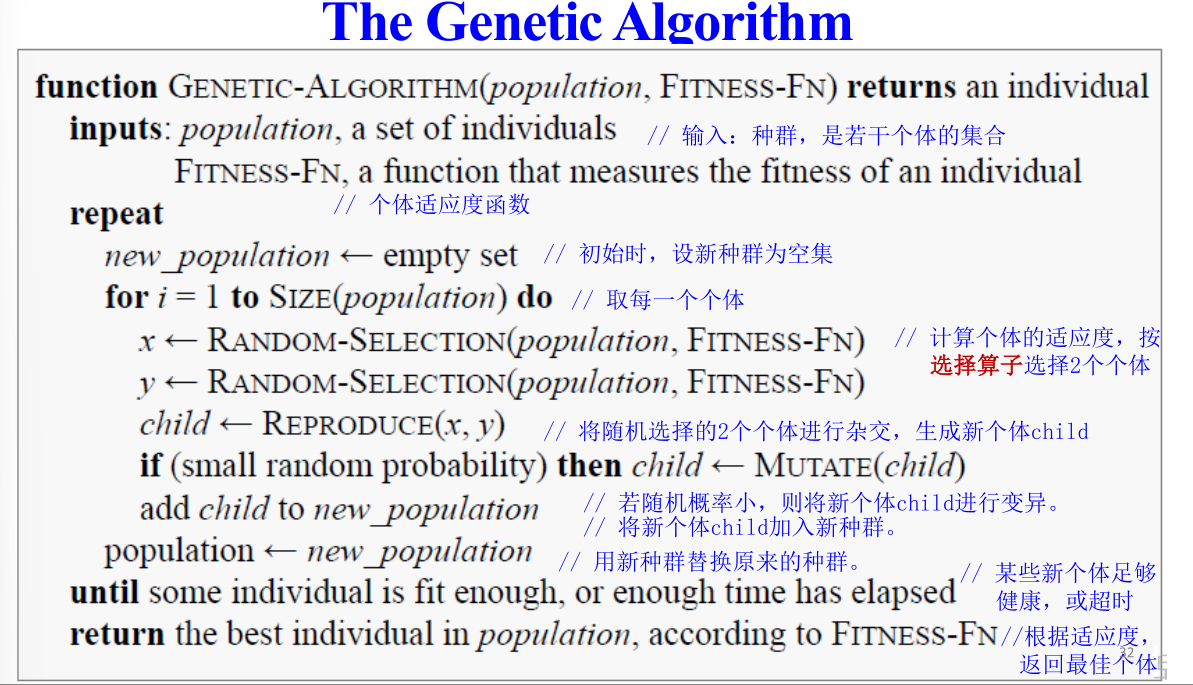 The Genetic Algorithm
function GENETIC-ALGORITHM(population, FITNESS-FN) returns an individual
inputs: population, a set of individuals // 输入：种群，是若干个体的集合
FITNESS-FN, a function that measures the fitness of an individual
repeat // 个体适应度函数
new_population ← empty set // 初始时，设新种群为空集
for i = 1 to SIZE(population) do // 取每一个个体
x ← RANDOM-SELECTION(population, FITNESS-FN) // 计算个体的适应度，按
选择算子选择2个个体
y ← RANDOM-SELECTION(population, FITNESS-FN)
child ← REPRODUCE(x, y) // 将随机选择的2个个体进行杂交，生成新个体child
if (small random probability) then child ← MUTATE(child)
// 若随机概率小，则将新个体child进行变异。
add child to new_population // 将新个体child加入新种群。
population ← new_population // 用新种群替换原来的种群。
until some individual is fit enough, or enough time has elapsed // 某些新个体足够
健康，或超时
return the best individual in population, according to FITNESS-FN //根据适应度，
返回最佳个体
32